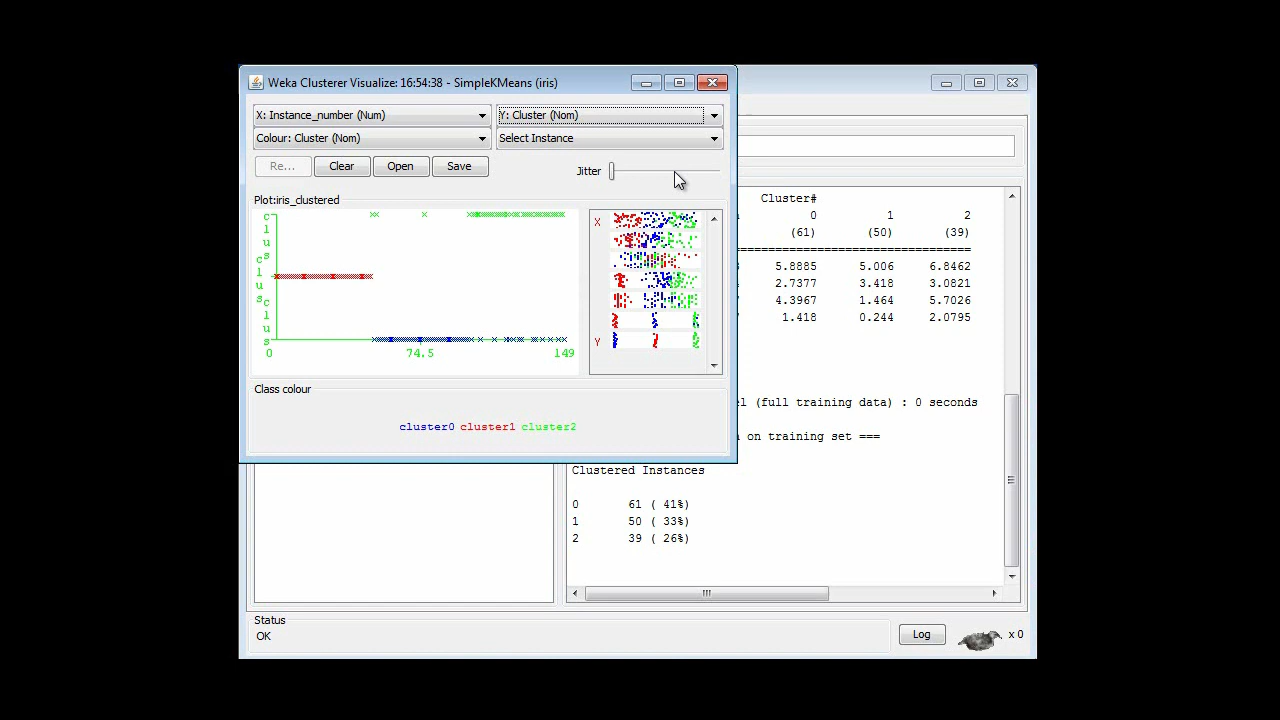 Weka Clusterer Visualize: 16:54:38 - SimpleKMeans (iris)
X: Instance_number (Num)
Y: Cluster (Nom)
Colour: Cluster (Nom)
Select Instance
Re...
Clear
Open
Save
Jitter
Plot:iris_clustered
c l u s
c l u s
c l u s
0
74.5
149
X
Y
Class colour
cluster0 cluster1 cluster2
Cluster#
0 1 2
(61) (50) (39)
5.8885 5.006 6.8462
2.7377 3.418 3.0821
4.3967 1.464 5.7026
1.418 0.244 2.0795
(full training data) : 0 seconds
on training set ===
Clustered Instances
0 61 ( 41%)
1 50 ( 33%)
2 39 ( 26%)
Status
OK
Log
x 0